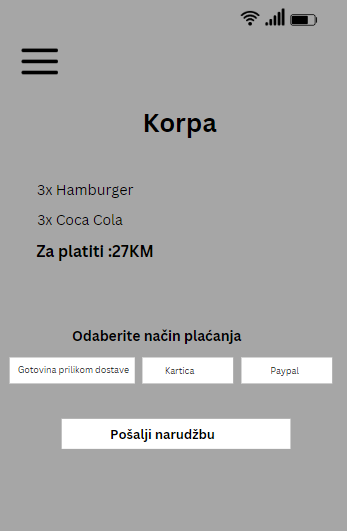 Korpa
3x Hamburger
3x Coca Cola
Za platiti :27KM
Odaberite način plaćanja
Gotovina prilikom dostave
Kartica
Paypal
Pošalji narudžbu